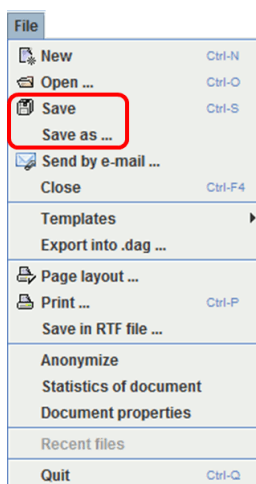 File
New Ctrl-N
Open ... Ctrl-O
Save Ctrl-S
Save as ...
Send by e-mail ...
Close Ctrl-F4
Templates
Export into .dag ...
Page layout ...
Print ... Ctrl-P
Save in RTF file ...
Anonymize
Statistics of document
Document properties
Recent files
Quit Ctrl-Q